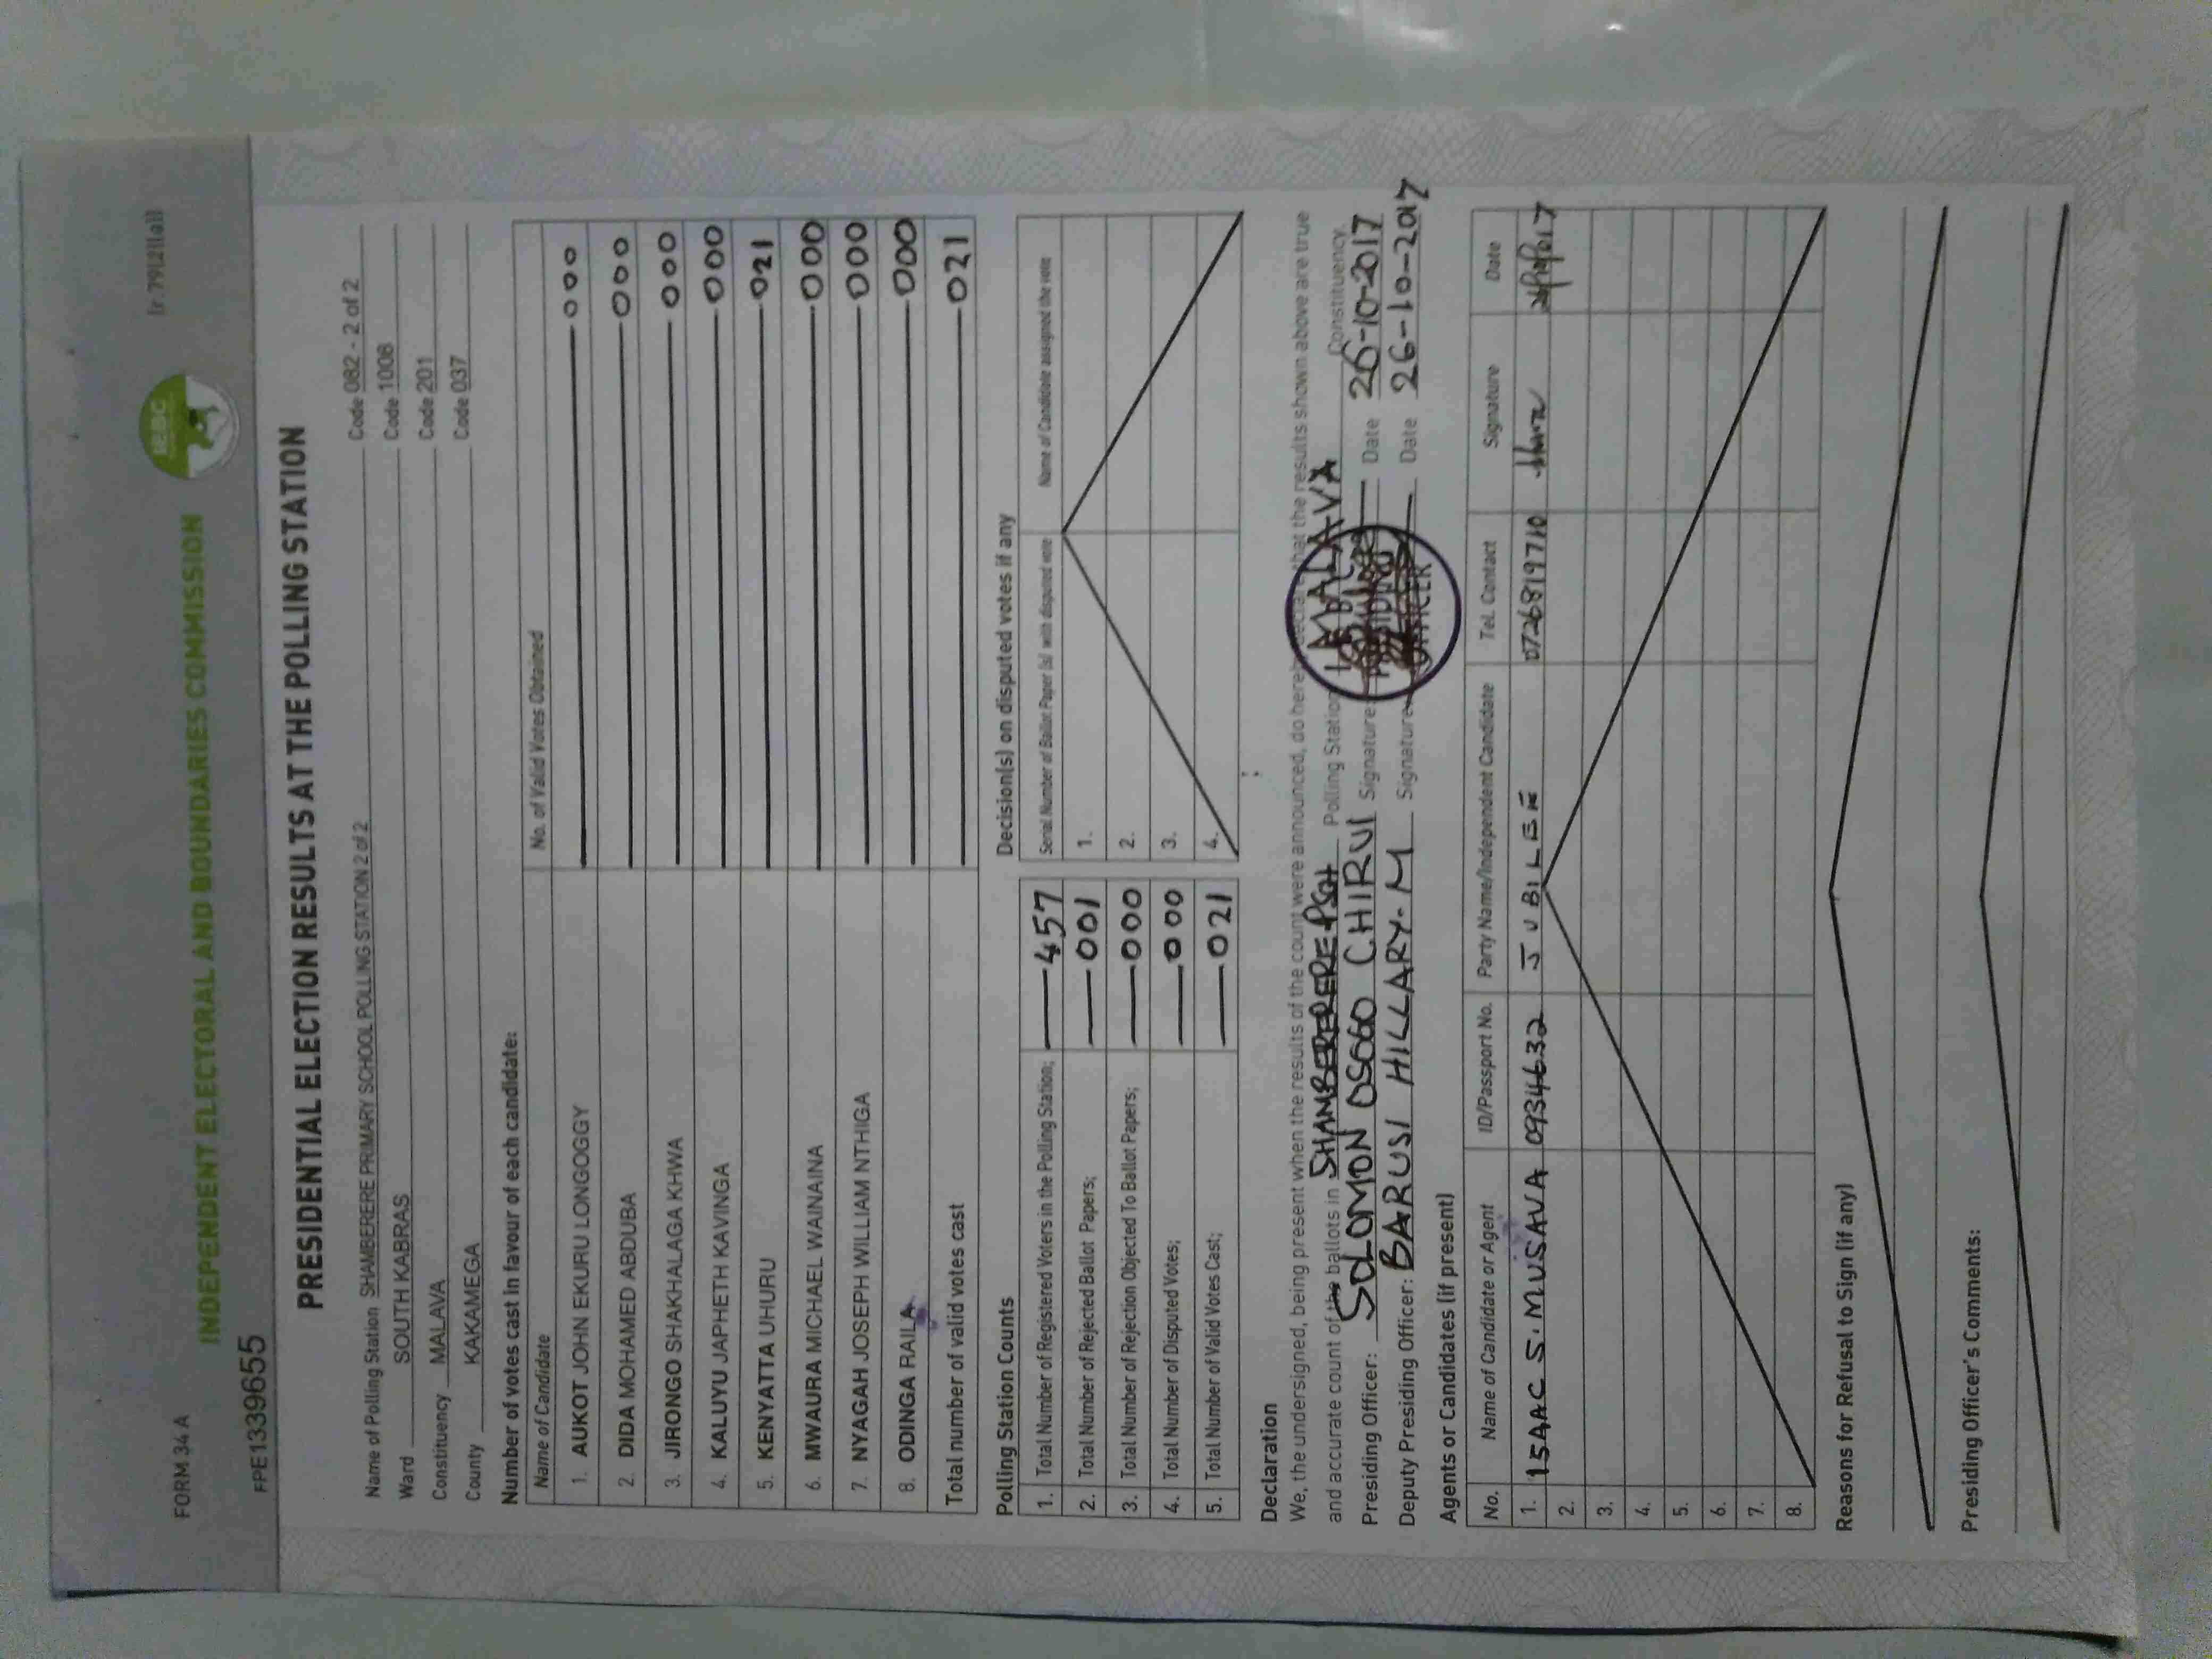 FORM 34 A
(r 79(2)(a))
INDEPENDENT ELECTORAL AND BOUNDARIES COMMISSION
IEBC
FPE1339655
PRESIDENTIAL ELECTION RESULTS AT THE POLLING STATION
Name of Polling Station SHAMBERERE PRIMARY SCHOOL POLLING STATION 2 of 2 Code 082 - 2 of 2
Ward SOUTH KABRAS Code 1008
Constituency MALAVA Code 201
County KAKAMEGA Code 037
Number of votes cast in favour of each candidate:
Name of Candidate No. of Valid Votes Obtained
1. AUKOT JOHN EKURU LONGOGGY 000
2. DIDA MOHAMED ABDUBA 000
3. JIRONGO SHAKHALAGA KHWA 000
4. KALUYU JAPHETH KAVINGA 000
5. KENYATTA UHURU 021
6. MWAURA MICHAEL WAINAINA 000
7. NYAGAH JOSEPH WILLIAM NTHIGA 000
8. ODINGA RAILA 000
Total number of valid votes cast 021
Polling Station Counts
1. Total Number of Registered Voters in the Polling Station; 457
2. Total Number of Rejected Ballot Papers; 001
3. Total Number of Rejection Objected To Ballot Papers; 000
4. Total Number of Disputed Votes; 000
5. Total Number of Valid Votes Cast; 021
Decision(s) on disputed votes if any
Serial Number of Ballot Paper (s) with disputed vote Name of Candidate assigned the vote
1.
2.
3.
4.
Declaration
We, the undersigned, being present when the results of the count were announced, do hereby that the results shown above are true
and accurate count of the ballots in Polling Station MALAVA Constituency.
Presiding Officer: SOLOMON OSOGO CHIRUI Signature: Date 26-10-2017
Deputy Presiding Officer: BARUSI HILLARY.M Signature: Date 26-10-2017
PRESIDING
OFFICER
Agents or Candidates (if present)
No. Name of Candidate or Agent ID/Passport No. Party Name/Independent Candidate Tel. Contact Signature Date
1. ISAAC S. MUSAVA 09346632 JUBILEE 0726819710
2.
3.
4.
5.
6.
7.
8.
Reasons for Refusal to Sign (if any)
Presiding Officer's Comments: